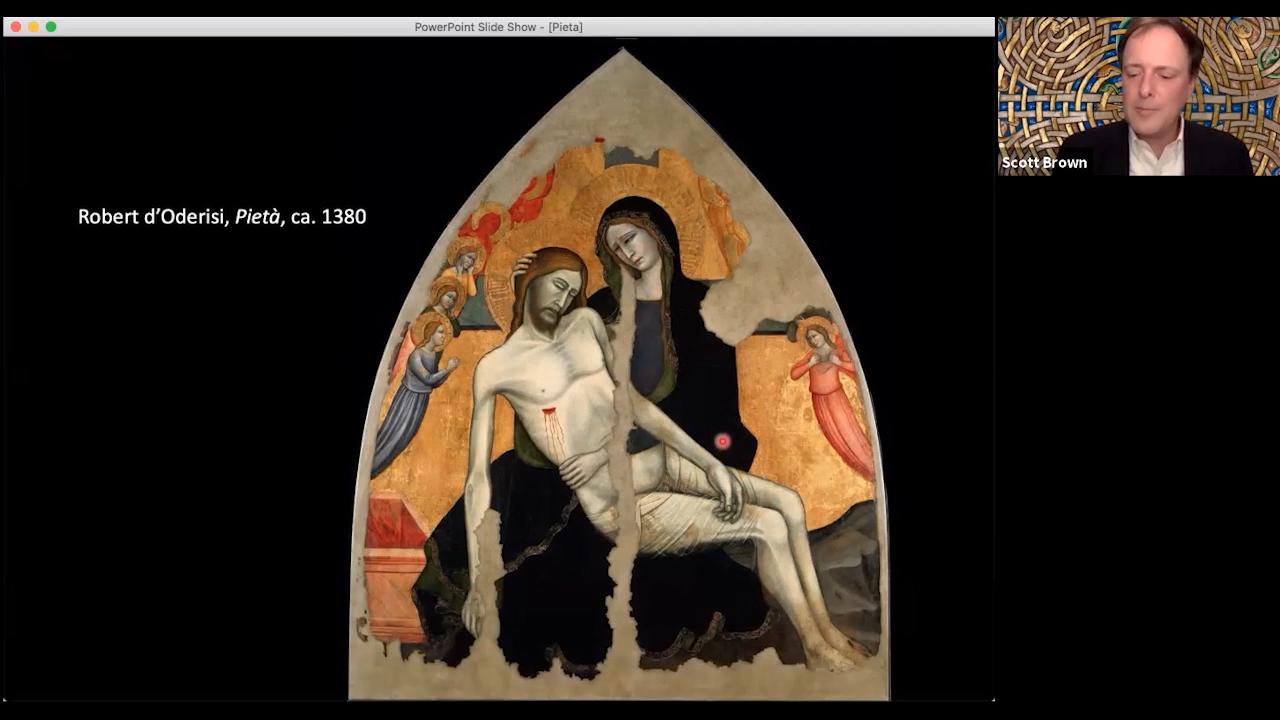 PowerPoint Slide Show - [Pieta]
Robert d’Oderisi, Pietà, ca. 1380
Scott Brown